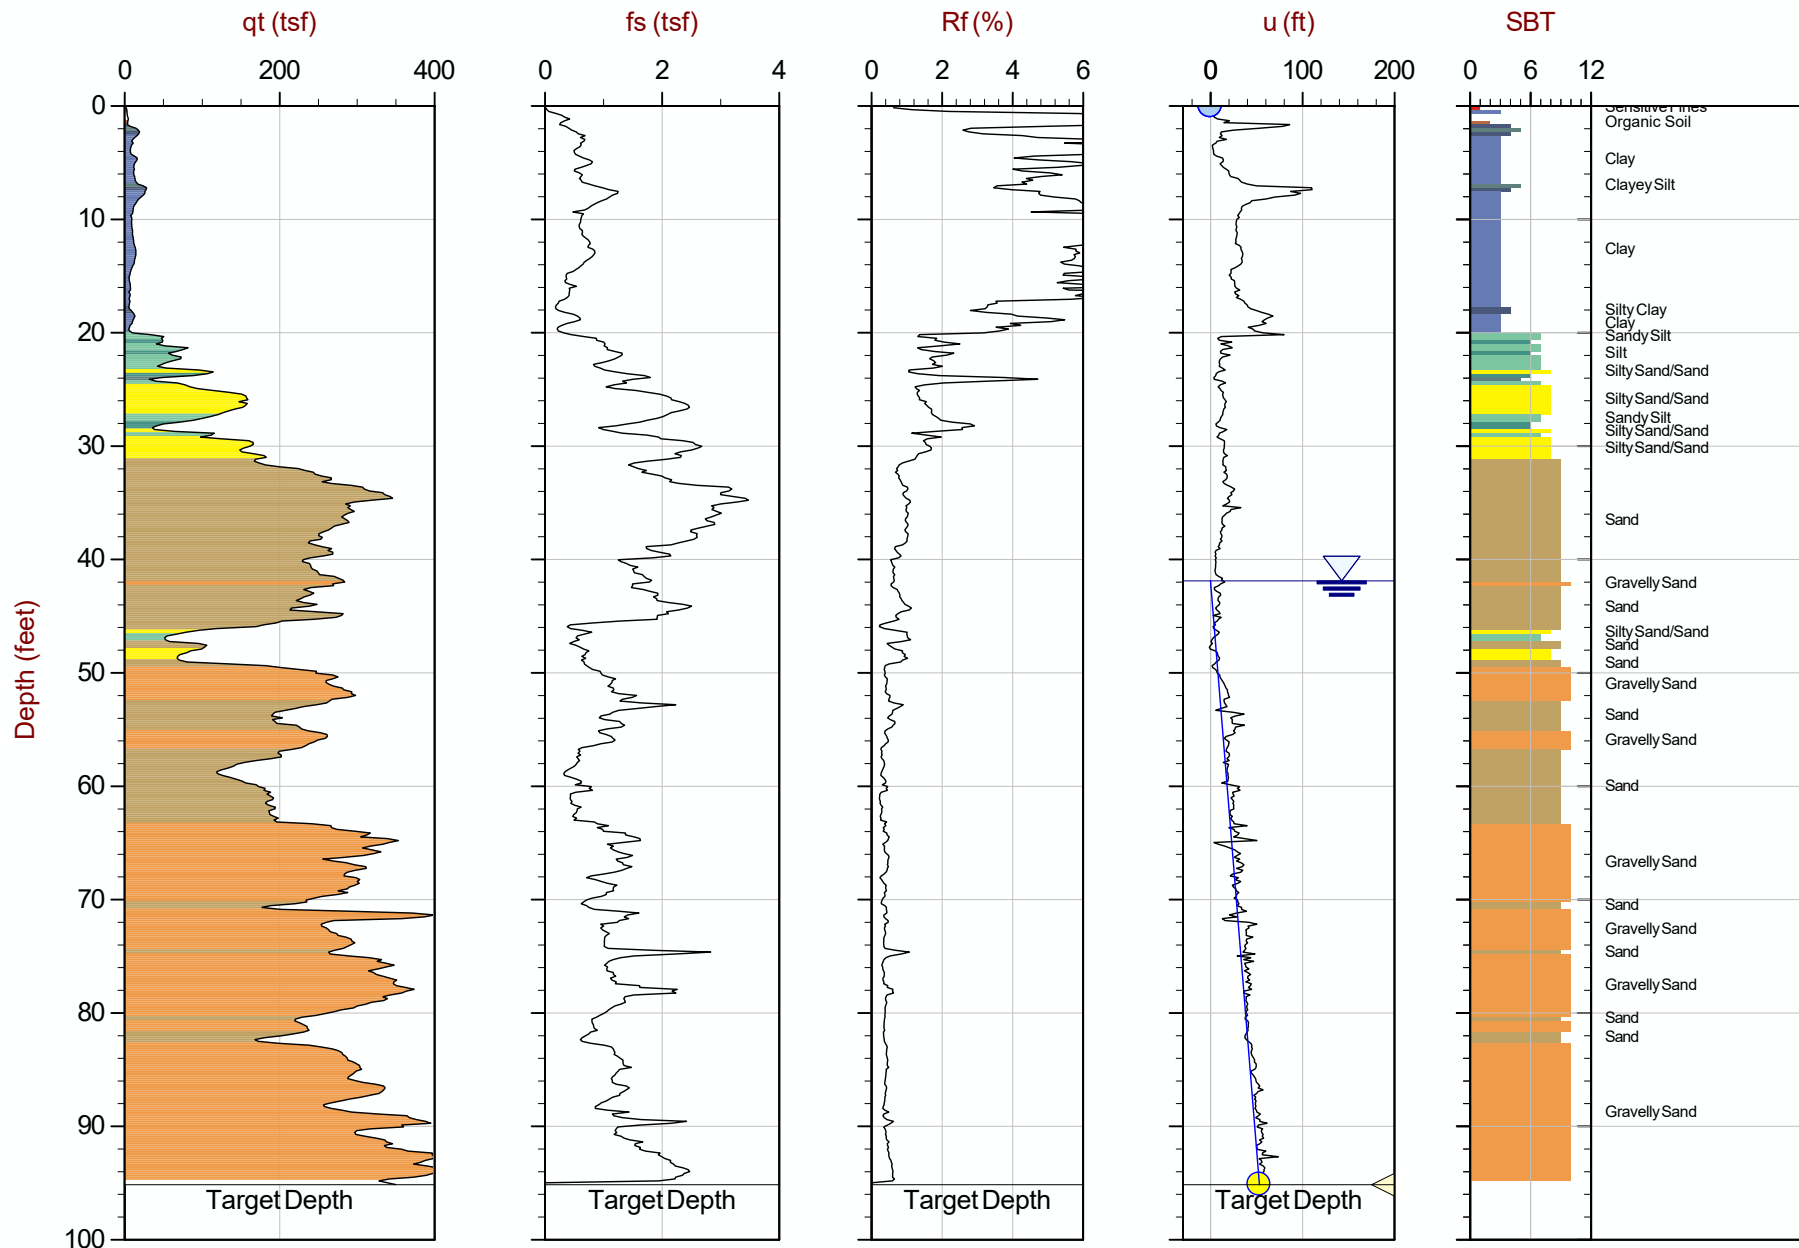 qt (tsf) fs (tsf) Rf (%) u (ft) SBT
0 200 400 0 2 4 0 2 4 6 0 100 200 0 6 12
0
Sensitive Fines
Organic Soil
Clay
Clayey Silt
10
Clay
Silty Clay
Clay
20
Sandy Silt
Silt
Silty Sand/Sand
Silty Sand/Sand
Sandy Silt
Silty Sand/Sand
30
Silty Sand/Sand
Sand
40
Gravelly Sand
Sand
Silty Sand/Sand
Sand
Sand
50
Gravelly Sand
Depth (feet)
Sand
Gravelly Sand
60
Sand
Gravelly Sand
70
Sand
Gravelly Sand
Sand
Gravelly Sand
80
Sand
Sand
Gravelly Sand
90
Target Depth Target Depth Target Depth Target Depth
100